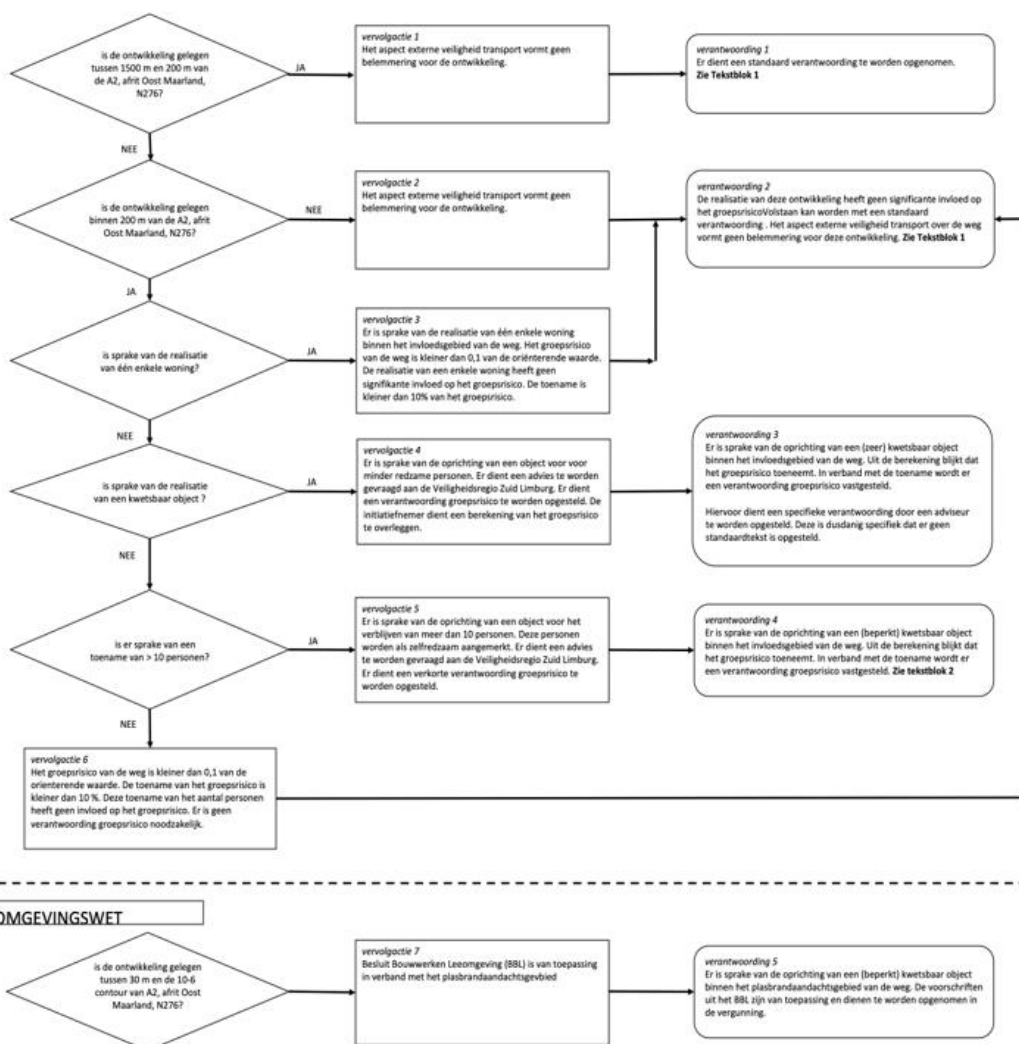 is de ontwikkeling gelegen
tussen 1500 m en 200 m van
de A2, afrit Oost Maarland,
N276?
JA
vervolgactie 1
Het aspect externe veiligheid transport vormt geen
belemmering voor de ontwikkeling.
verantwoording 1
Er dient een standaard verantwoording te worden opgenomen.
Zie Tekstblok 1
NEE
is de ontwikkeling gelegen
binnen 200 m van de A2, afrit
Oost Maarland, N276?
NEE
vervolgactie 2
Het aspect externe veiligheid transport vormt geen
belemmering voor de ontwikkeling.
verantwoording 2
De realisatie van deze ontwikkeling heeft geen significante invloed op
het groepsrisicoVolstaan kan worden met een standaard
verantwoording . Het aspect externe veiligheid transport over de weg
vormt geen belemmering voor deze ontwikkeling. Zie Tekstblok 1
JA
is sprake van de realisatie
van één enkele woning?
JA
vervolgactie 3
Er is sprake van de realisatie van één enkele woning
binnen het invloedsgebied van de weg. Het groepsrisico
van de weg is kleiner dan 0,1 van de oriënterende waarde.
De realisatie van een enkele woning heeft geen
signifikante invloed op het groepsrisico. De toename is
kleiner dan 10% van het groepsrisico.
NEE
is sprake van de realisatie
van een kwetsbaar object ?
JA
vervolgactie 4
Er is sprake van de oprichting van een object voor voor
minder redzame personen. Er dient een advies te worden
gevraagd aan de Veiligheidsregio Zuid Limburg. Er dient
een verantwoording groepsrisico te worden opgesteld. De
initiatiefnemer dient een berekening van het groepsrisico
te overleggen.
verantwoording 3
Er is sprake van de oprichting van een (zeer) kwetsbaar object
binnen het invloedsgebied van de weg. Uit de berekening blijkt dat
het groepsrisico toeneemt. In verband met de toename wordt er
een verantwoording groepsrisico vastgesteld.
Hiervoor dient een specifieke verantwoording door een adviseur
te worden opgesteld. Deze is dusdanig specifiek dat er geen
standaardtekst is opgesteld.
NEE
is er sprake van een
toename van > 10 personen?
JA
vervolgactie 5
Er is sprake van de oprichting van een object voor het
verblijven van meer dan 10 personen. Deze personen
worden als zelfredzaam aangemerkt. Er dient een advies
te worden gevraagd aan de Veiligheidsregio Zuid Limburg.
Er dient een verkorte verantwoording groepsrisico te
worden opgesteld.
verantwoording 4
Er is sprake van de oprichting van een (beperkt) kwetsbaar object
binnen het invloedsgebied van de weg. Uit de berekening blijkt dat
het groepsrisico toeneemt. In verband met de toename wordt er
een verantwoording groepsrisico vastgesteld. Zie tekstblok 2
NEE
vervolgactie 6
Het groepsrisico van de weg is kleiner dan 0,1 van de
orienterende waarde. De toename van het groepsrisico is
kleiner dan 10 %. Deze toename van het aantal personen
heeft geen invloed op het groepsrisico. Er is geen
verantwoording groepsrisico noodzakelijk.
OMGEVINGSWET
is de ontwikkeling gelegen
tussen 30 m en de 10-6
contour van A2, afrit Oost
Maarland, N276?
vervolgactie 7
Besluit Bouwwerken Leeomgeving (BBL) is van toepassing
in verband met het plasbrandaandachtsgevbied
verantwoording 5
Er is sprake van de oprichting van een (beperkt) kwetsbaar object
binnen het plasbrandaandachtsgebied van de weg. De voorschriften
uit het BBL zijn van toepassing en dienen te worden opgenomen in
de vergunning.